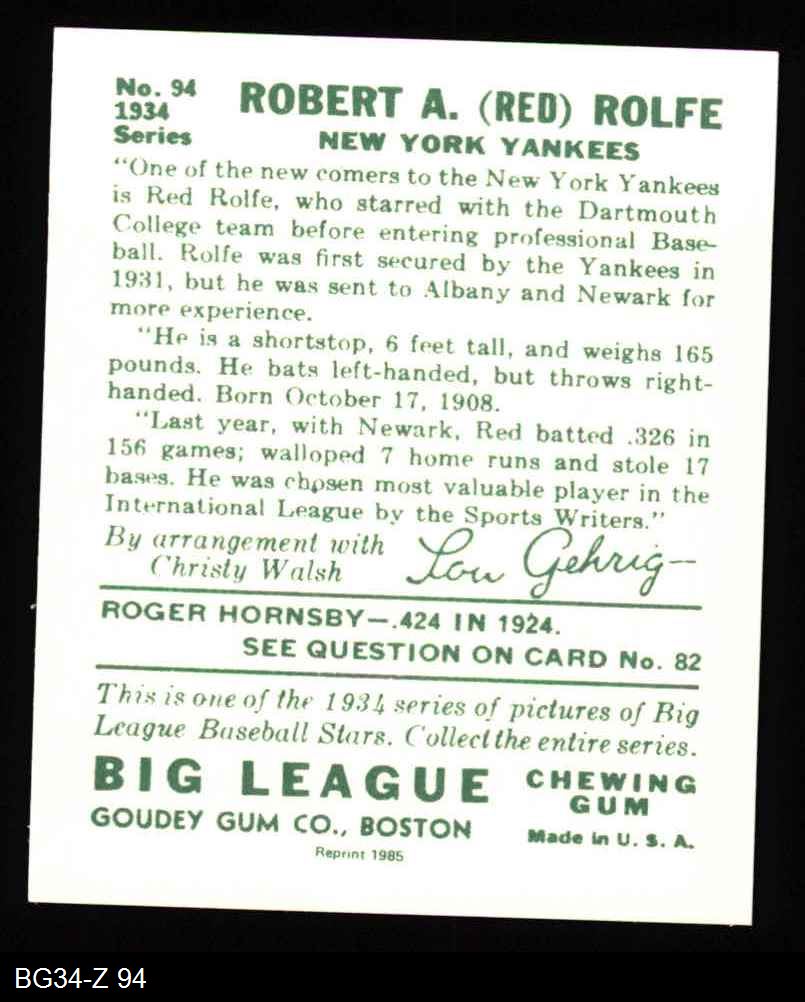 No. 94
1934
Series
ROBERT A. (RED) ROLFE
NEW YORK YANKEES
"One of the new comers to the New York Yankees
is Red Rolfe, who starred with the Dartmouth
College team before entering professional Base-
ball. Rolfe was first secured by the Yankees in
1931, but he was sent to Albany and Newark for
more experience.
"He is a shortstop, 6 feet tall, and weighs 165
pounds. He bats left-handed, but throws right-
handed. Born October 17, 1908.
"Last year, with Newark, Red batted .326 in
156 games; walloped 7 home runs and stole 17
bases. He was chosen most valuable player in the
International League by the Sports Writers."
By arrangement with
Christy Walsh
Lou Gehrig—
ROGER HORNSBY—.424 IN 1924.
SEE QUESTION ON CARD No. 82
This is one of the 1934 series of pictures of Big
League Baseball Stars. Collect the entire series.
BIG LEAGUE
CHEWING
GUM
GOUDEY GUM CO., BOSTON
Made in U. S. A.
Reprint 1985
BG34-Z 94